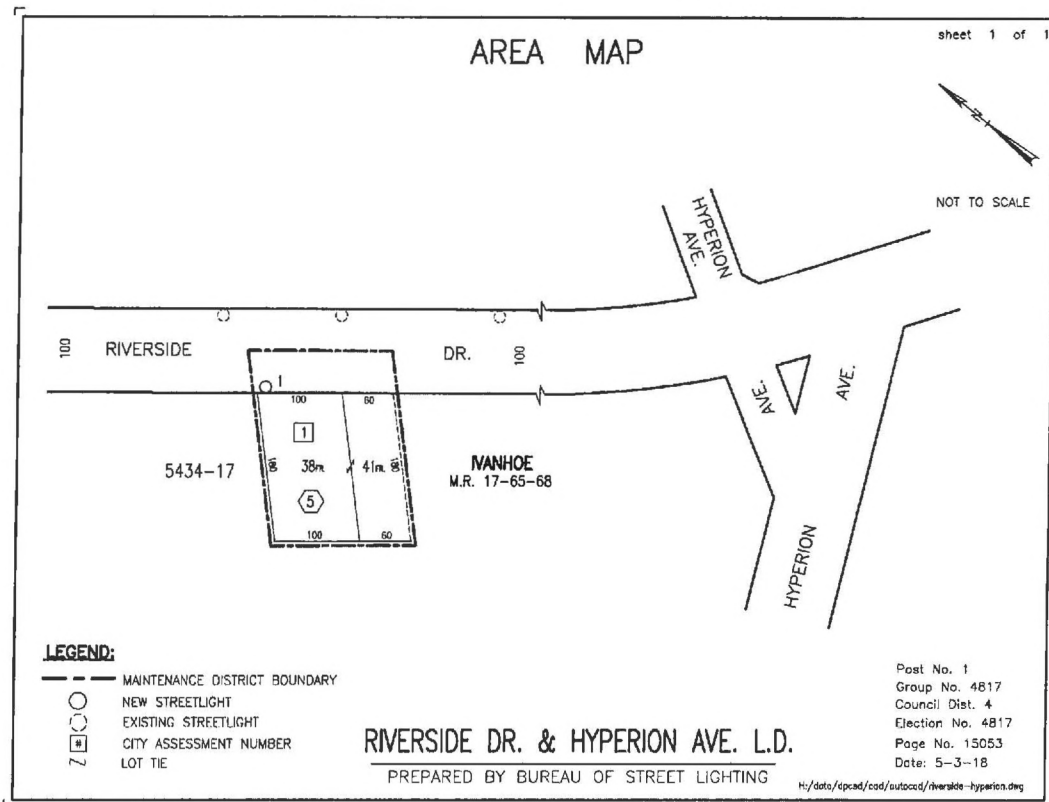 sheet 1 of 1
AREA MAP
N
NOT TO SCALE
HYPERION
AVE.
100 RIVERSIDE DR. 100
1
100 60
1
AVE.
AVE.
5434-17
180 38m. 41m. 180
IVANHOE
M.R. 17-65-68
5
100 60
HYPERION
LEGEND:
MAINTENANCE DISTRICT BOUNDARY
NEW STREETLIGHT
EXISTING STREETLIGHT
# CITY ASSESSMENT NUMBER
LOT TIE
RIVERSIDE DR. & HYPERION AVE. L.D.
PREPARED BY BUREAU OF STREET LIGHTING
Post No. 1
Group No. 4817
Council Dist. 4
Election No. 4817
Page No. 15053
Date: 5-3-18
H:/data/dpcad/cad/autocad/riverside-hyperion.dwg